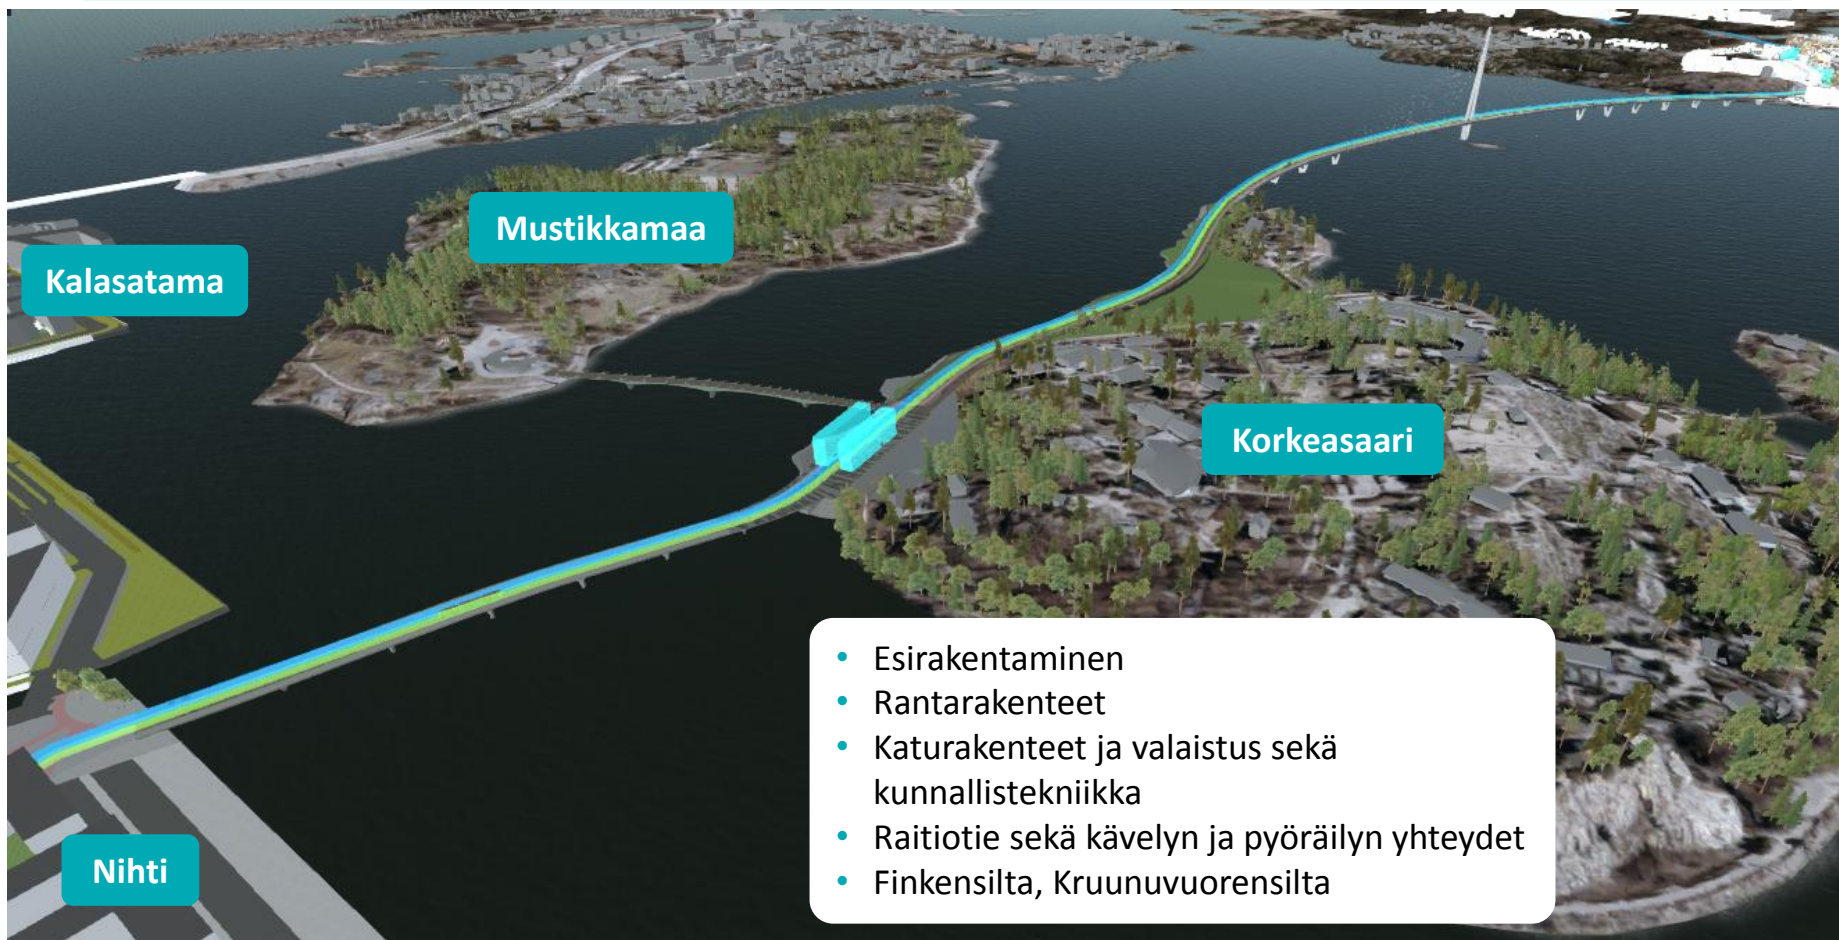 Mustikkamaa
Kalasatama
Korkeasaari
Nihti
• Esirakentaminen
• Rantarakenteet
• Katurakenteet ja valaistus sekä
kunnallistekniikka
• Raitiotie sekä kävelyn ja pyöräilyn yhteydet
• Finkensilta, Kruunuvuorensilta